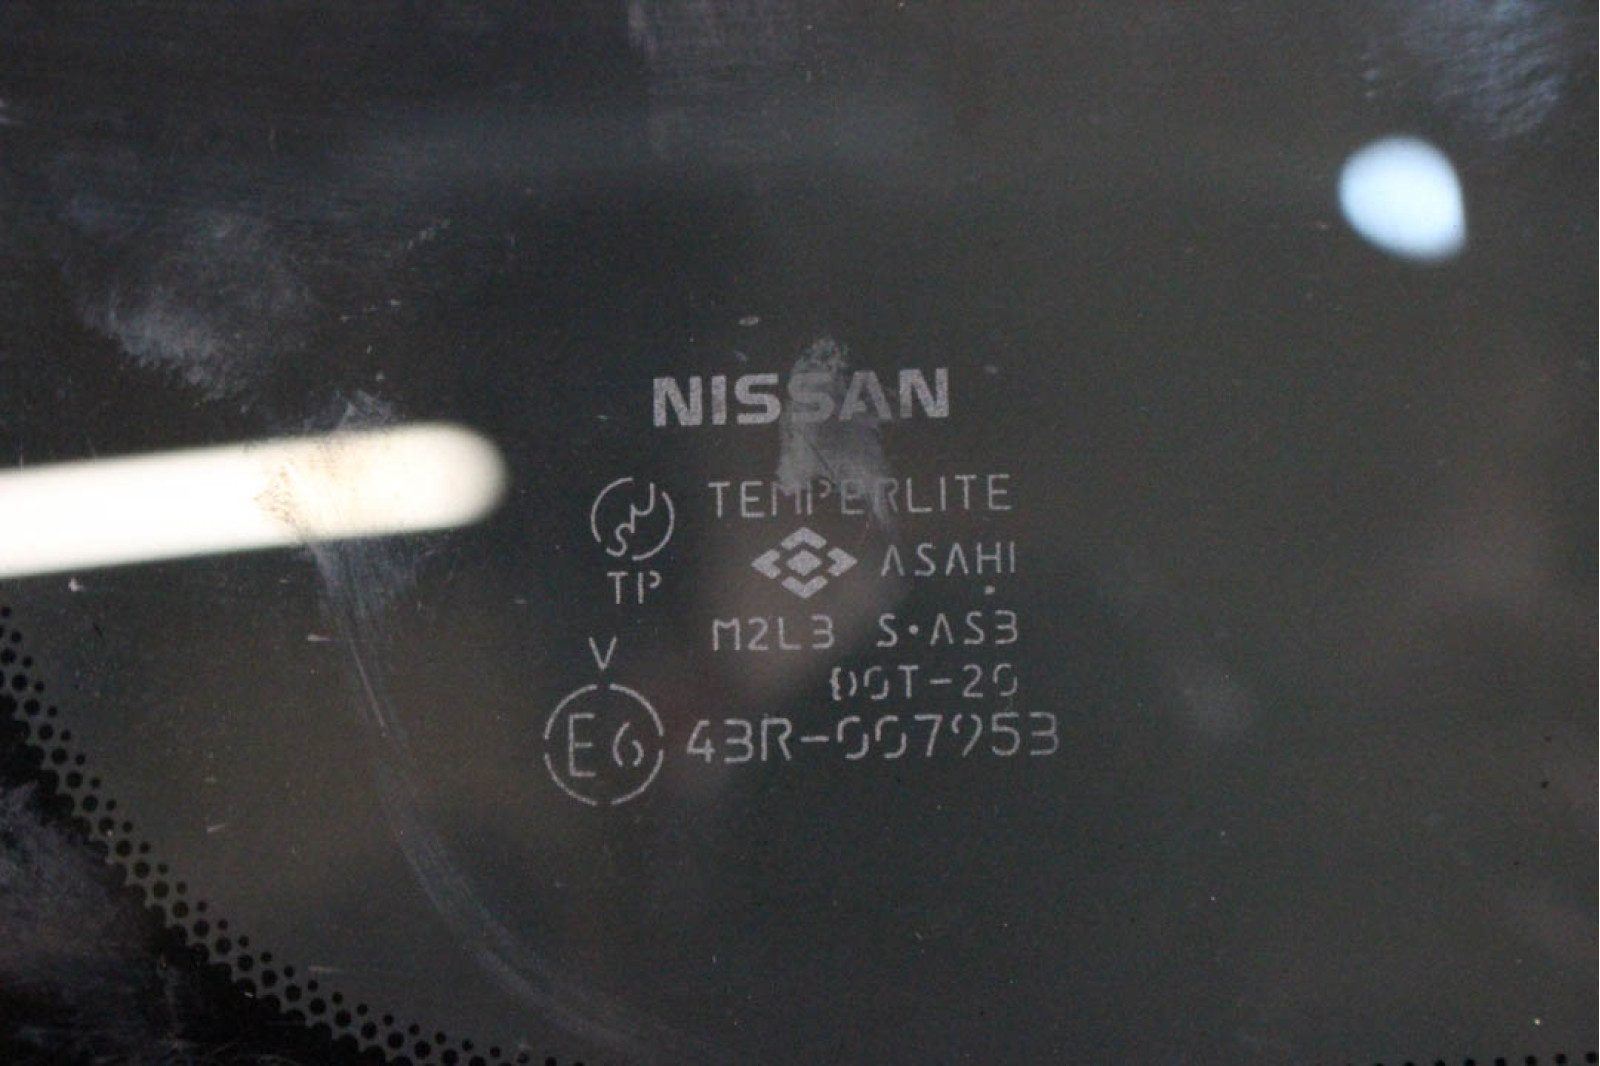 NISSAN
TEMPERLITE
ASAHI
TP
M2L3 S•AS3
V
DOT-20
E6 43R-007953